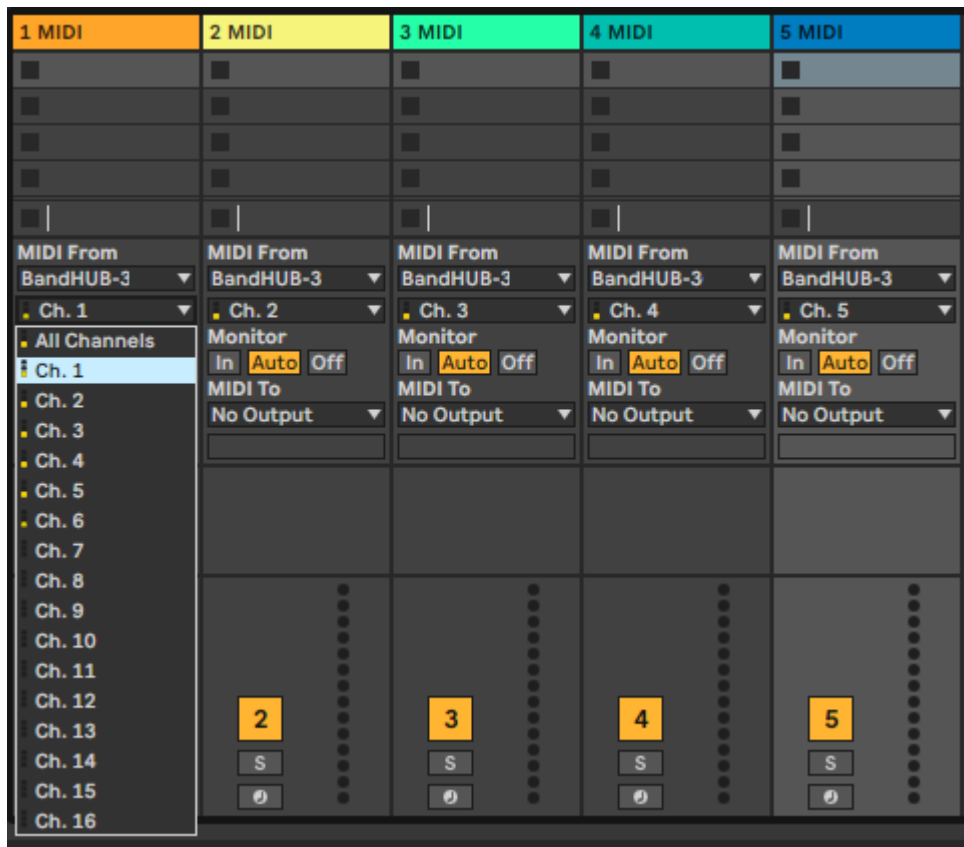 1 MIDI 2 MIDI 3 MIDI 4 MIDI 5 MIDI
MIDI From MIDI From MIDI From MIDI From MIDI From
BandHUB-3 BandHUB-3 BandHUB-3 BandHUB-3 BandHUB-3
Ch. 1 Ch. 2 Ch. 3 Ch. 4 Ch. 5
All Channels Monitor Monitor Monitor Monitor
Ch. 1 In Auto Off In Auto Off In Auto Off In Auto Off
Ch. 2 MIDI To MIDI To MIDI To MIDI To
Ch. 3 No Output No Output No Output No Output
Ch. 4
Ch. 5
Ch. 6
Ch. 7
Ch. 8
Ch. 9
Ch. 10
Ch. 11
Ch. 12
Ch. 13 2 3 4 5
Ch. 14 S S S S
Ch. 15
Ch. 16